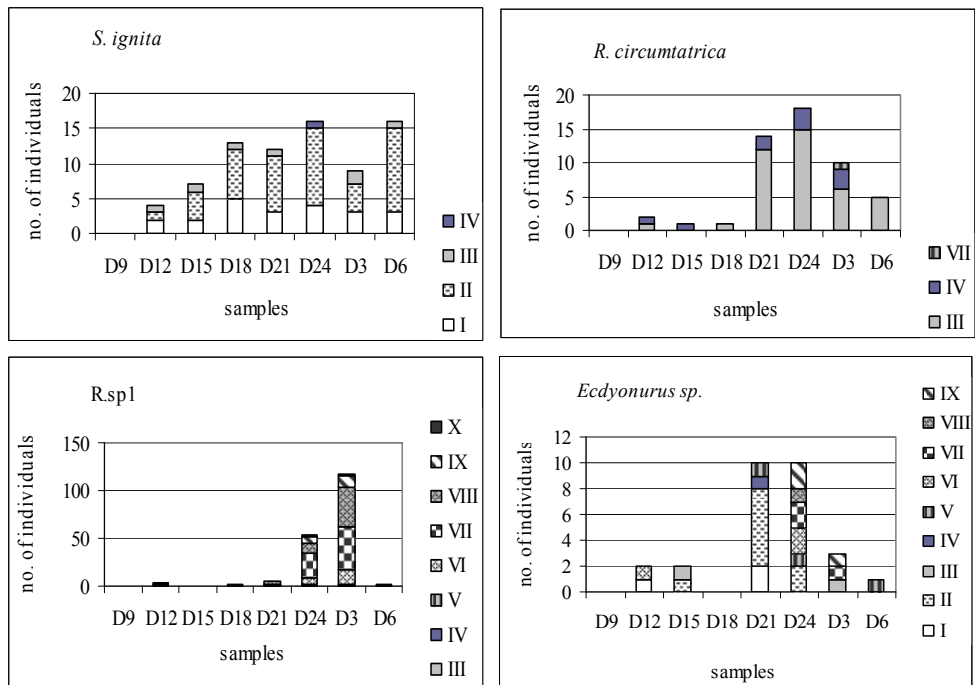 S. ignita
no. of individuals
20
15
10
5
0
D9 D12 D15 D18 D21 D24 D3 D6
samples
IV
III
II
I
R. circumtatrica
no. of individuals
20
15
10
5
0
D9 D12 D15 D18 D21 D24 D3 D6
samples
VII
IV
III
R.sp1
no. of individuals
150
100
50
0
D9 D12 D15 D18 D21 D24 D3 D6
X
IX
VIII
VII
VI
V
IV
III
Ecdyonurus sp.
no. of individuals
12
10
8
6
4
2
0
D9 D12 D15 D18 D21 D24 D3 D6
samples
IX
VIII
VII
VI
V
IV
III
II
I